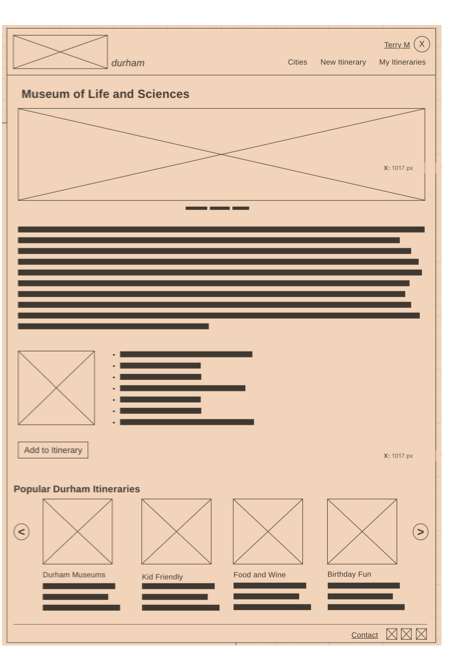 Terry M X
durham
Cities New Itinerary My Itineraries
Museum of Life and Sciences
X: 1017 px
Add to Itinerary
X: 1017 px
Popular Durham Itineraries
< >
Durham Museums Kid Friendly Food and Wine Birthday Fun
Contact